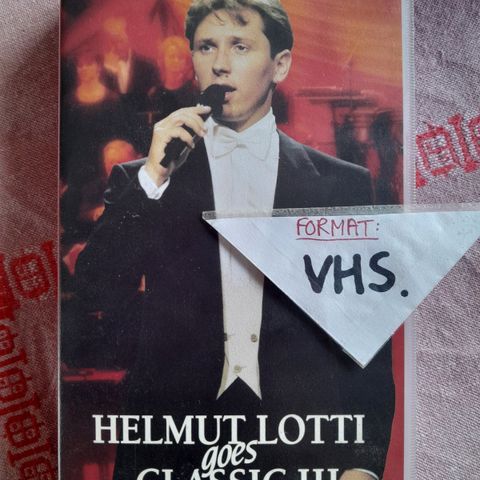 FORMAT:
VHS.
HELMUT LOTTI
goes
CLASSIC III